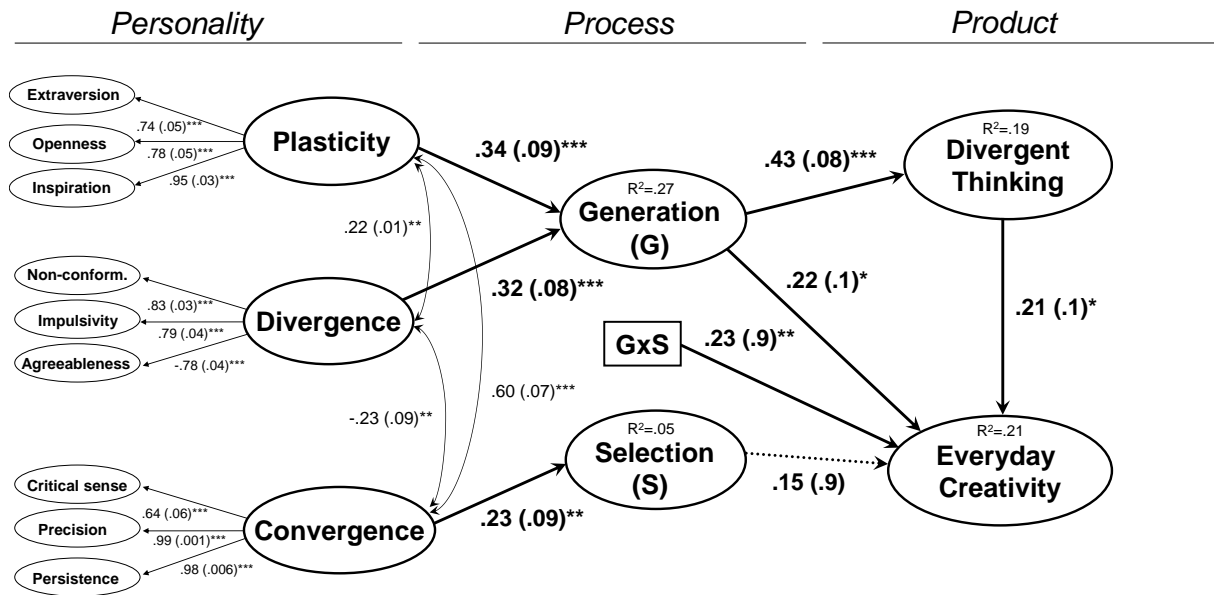 Personality
Process
Product
Extraversion
Openness
Inspiration
.74 (.05)***
.78 (.05)***
.95 (.03)***
Plasticity
.34 (.09)***
R²=.27
Generation
(G)
.43 (.08)***
R²=.19
Divergent
Thinking
.22 (.01)**
Non-conform.
Impulsivity
Agreeableness
.83 (.03)***
.79 (.04)***
-.78 (.04)***
Divergence
.32 (.08)***
.22 (.1)*
.21 (.1)*
GxS
.23 (.9)**
-.23 (.09)**
.60 (.07)***
Critical sense
Precision
Persistence
.64 (.06)***
.99 (.001)***
.98 (.006)***
Convergence
.23 (.09)**
R²=.05
Selection
(S)
.15 (.9)
R²=.21
Everyday
Creativity